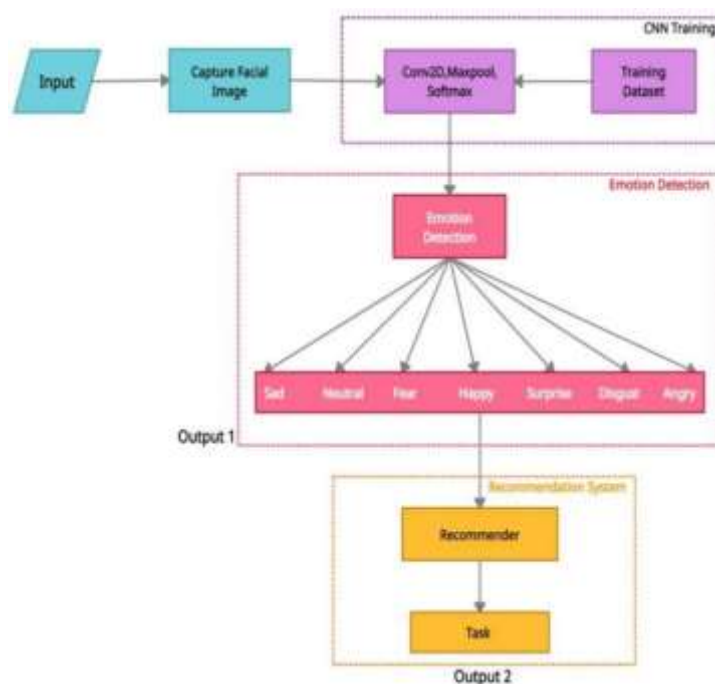 CNN Training
Input
Capture Facial
Image
Conv2D,Maxpool,
Softmax
Training
Dataset
Emotion Detection
Emotion
Detection
Sad Neutral Fear Happy Surprise Disgust Angry
Output 1
Recommendation System
Recommender
Task
Output 2